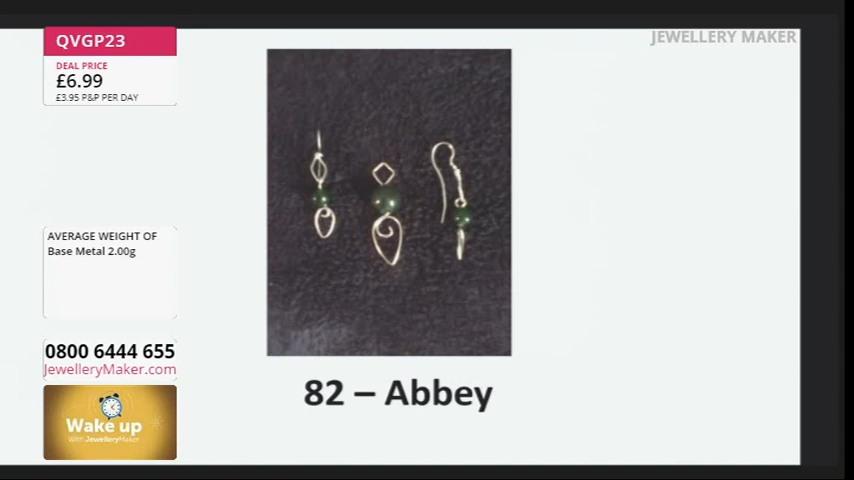 QVGP23
DEAL PRICE
£6.99
£3.95 P&P PER DAY
JEWELLERY MAKER
AVERAGE WEIGHT OF
Base Metal 2.00g
0800 6444 655
JewelleryMaker.com
Wake up
With JewelleryMaker
82 – Abbey